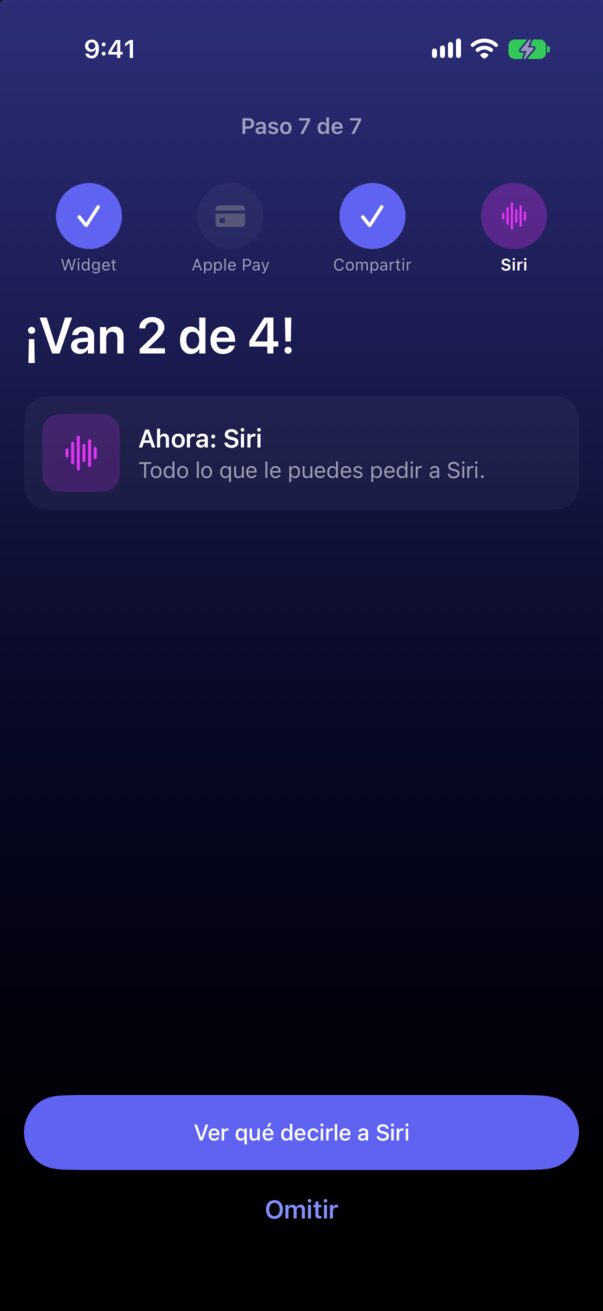 9:41
Paso 7 de 7
Widget
Apple Pay
Compartir
Siri
¡Van 2 de 4!
Ahora: Siri
Todo lo que le puedes pedir a Siri.
Ver qué decirle a Siri
Omitir